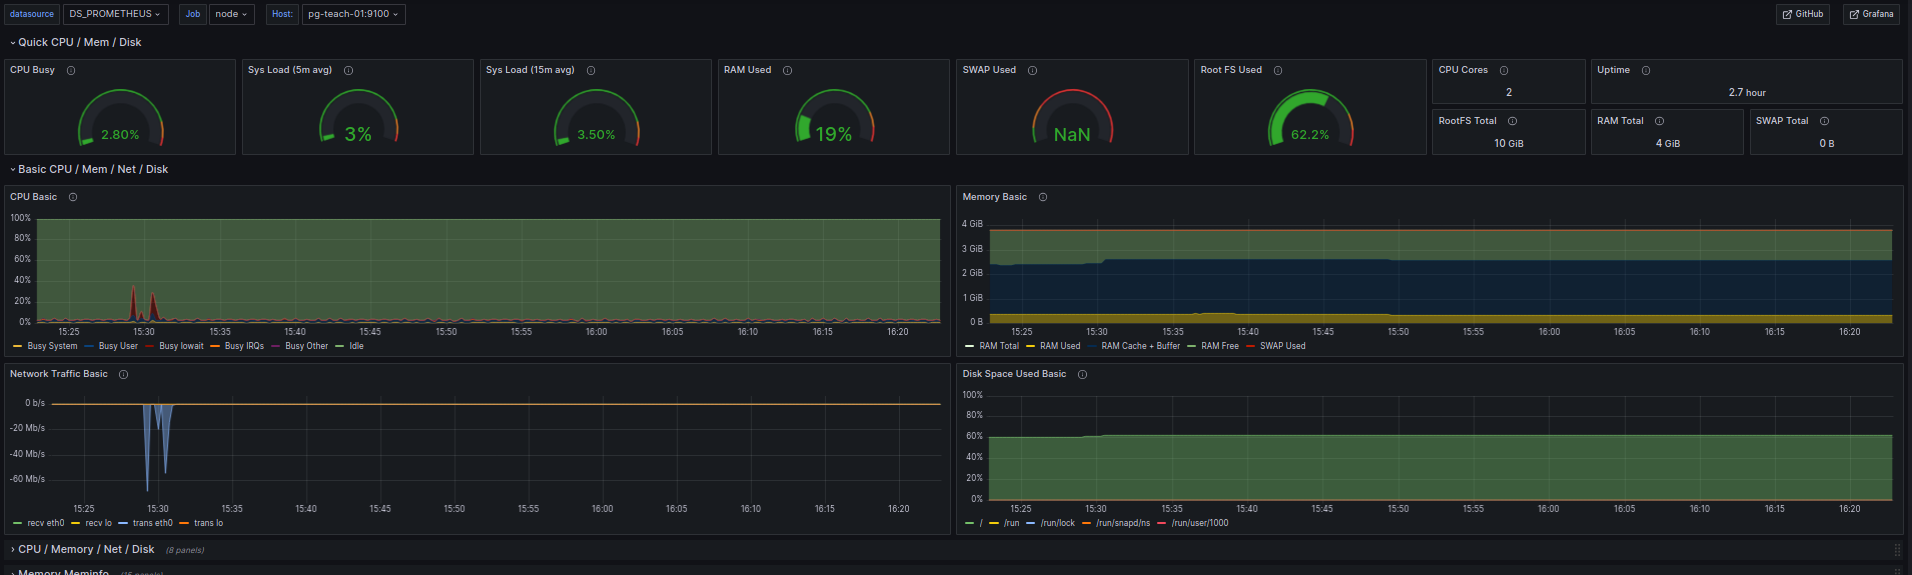 datasource DS_PROMETHEUS Job node Host: pg-teach-01:9100 GitHub Grafana
Quick CPU / Mem / Disk
CPU Busy Sys Load (5m avg) Sys Load (15m avg) RAM Used SWAP Used Root FS Used CPU Cores Uptime
2 2.7 hour
RootFS Total RAM Total SWAP Total
2.80% 3% 3.50% 19% NaN 62.2% 10 GiB 4 GiB 0 B
Basic CPU / Mem / Net / Disk
CPU Basic
100%
80%
60%
40%
20%
0%
15:25 15:30 15:35 15:40 15:45 15:50 15:55 16:00 16:05 16:10 16:15 16:20
Busy System Busy User Busy Iowait Busy IRQs Busy Other Idle
Memory Basic
4 GiB
3 GiB
2 GiB
1 GiB
0 B
15:25 15:30 15:35 15:40 15:45 15:50 15:55 16:00 16:05 16:10 16:15 16:20
RAM Total RAM Used RAM Cache + Buffer RAM Free SWAP Used
Network Traffic Basic
0 b/s
-20 Mb/s
-40 Mb/s
-60 Mb/s
15:25 15:30 15:35 15:40 15:45 15:50 15:55 16:00 16:05 16:10 16:15 16:20
recv eth0 recv lo trans eth0 trans lo
Disk Space Used Basic
100%
80%
60%
40%
20%
0%
15:25 15:30 15:35 15:40 15:45 15:50 15:55 16:00 16:05 16:10 16:15 16:20
/ /run /run/lock /run/snapd/ns /run/user/1000
CPU / Memory / Net / Disk (8 panels)
Memory Meminfo (15 panels)